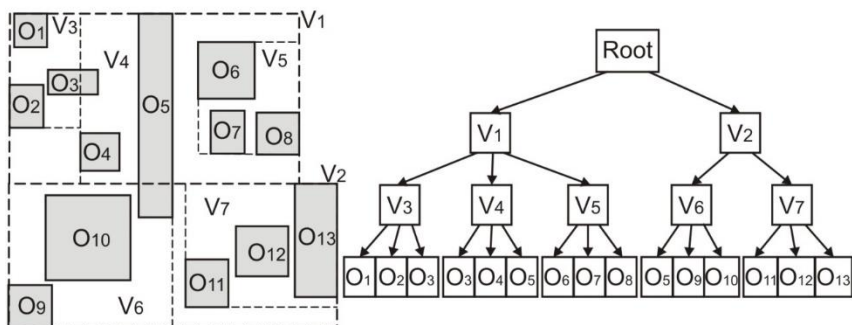 O1 V3 V1
V4 O6 V5
O3
O2 O5
O7 O8
O4
V2
V7
O10 O12 O13
O11
O9 V6
Root
V1 V2
V3 V4 V5 V6 V7
O1 O2 O3 O3 O4 O5 O6 O7 O8 O5 O9 O10 O11 O12 O13